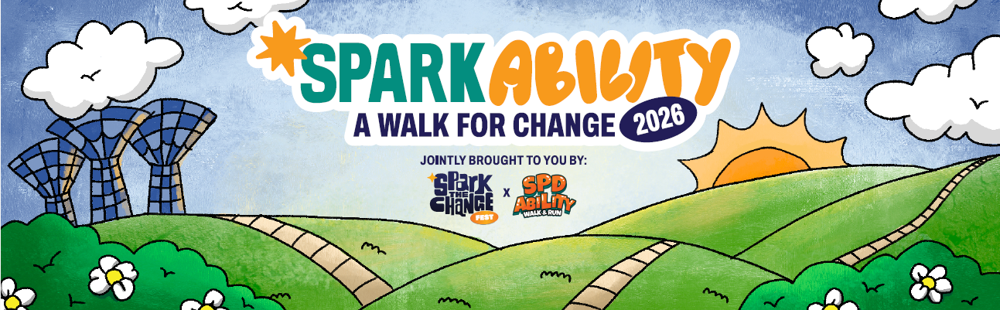 SPARKABILITY
A WALK FOR CHANGE 2026
JOINTLY BROUGHT TO YOU BY:
SPARK THE CHANGE FEST x SPD ABILITY WALK & RUN